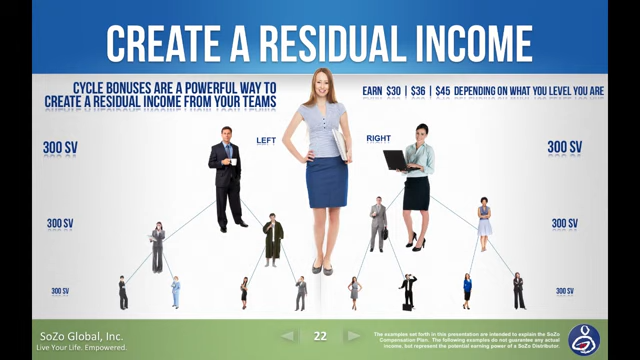 CREATE A RESIDUAL INCOME
CYCLE BONUSES ARE A POWERFUL WAY TO
CREATE A RESIDUAL INCOME FROM YOUR TEAMS
EARN $30 | $36 | $45 DEPENDING ON WHAT YOU LEVEL YOU ARE
LEFT
RIGHT
300 SV
300 SV
300 SV
300 SV
300 SV
300 SV
SoZo Global, Inc.
Live Your Life. Empowered.
22
The examples set forth in this presentation are intended to explain the SoZo
Compensation Plan. The following examples do not guarantee any actual
income, but represent the potential earning power of a SoZo Distributor.